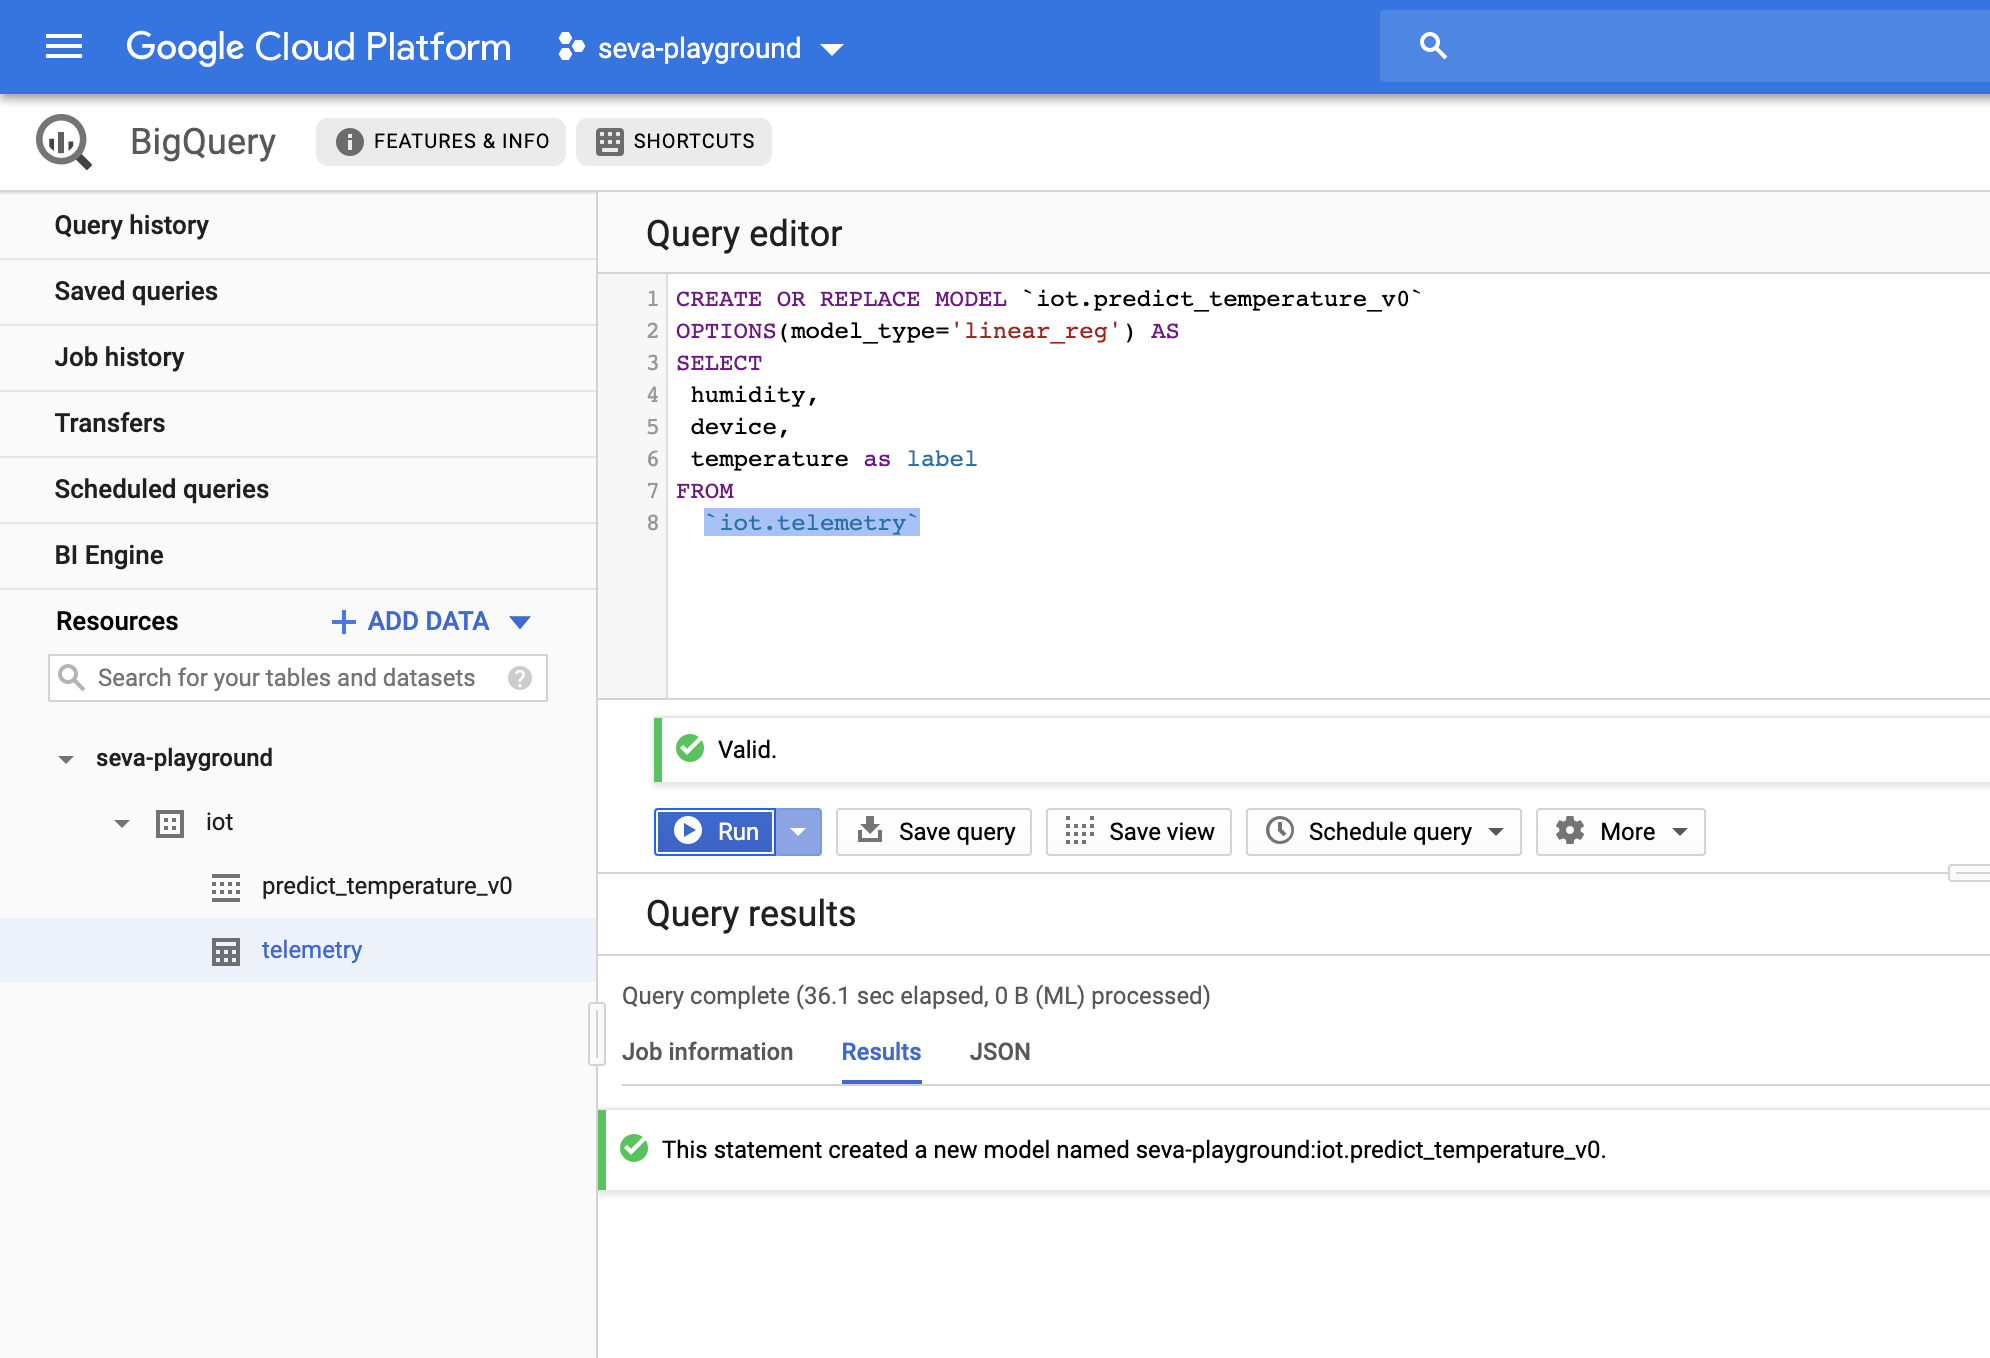 Google Cloud Platform seva-playground
BigQuery FEATURES & INFO SHORTCUTS
Query history
Saved queries
Job history
Transfers
Scheduled queries
BI Engine
Resources ADD DATA
Search for your tables and datasets ?
seva-playground
iot
predict_temperature_v0
telemetry
Query editor
1 CREATE OR REPLACE MODEL `iot.predict_temperature_v0`
2 OPTIONS(model_type='linear_reg') AS
3 SELECT
4 humidity,
5 device,
6 temperature as label
7 FROM
8 `iot.telemetry`
Valid.
Run Save query Save view Schedule query More
Query results
Query complete (36.1 sec elapsed, 0 B (ML) processed)
Job information Results JSON
This statement created a new model named seva-playground:iot.predict_temperature_v0.